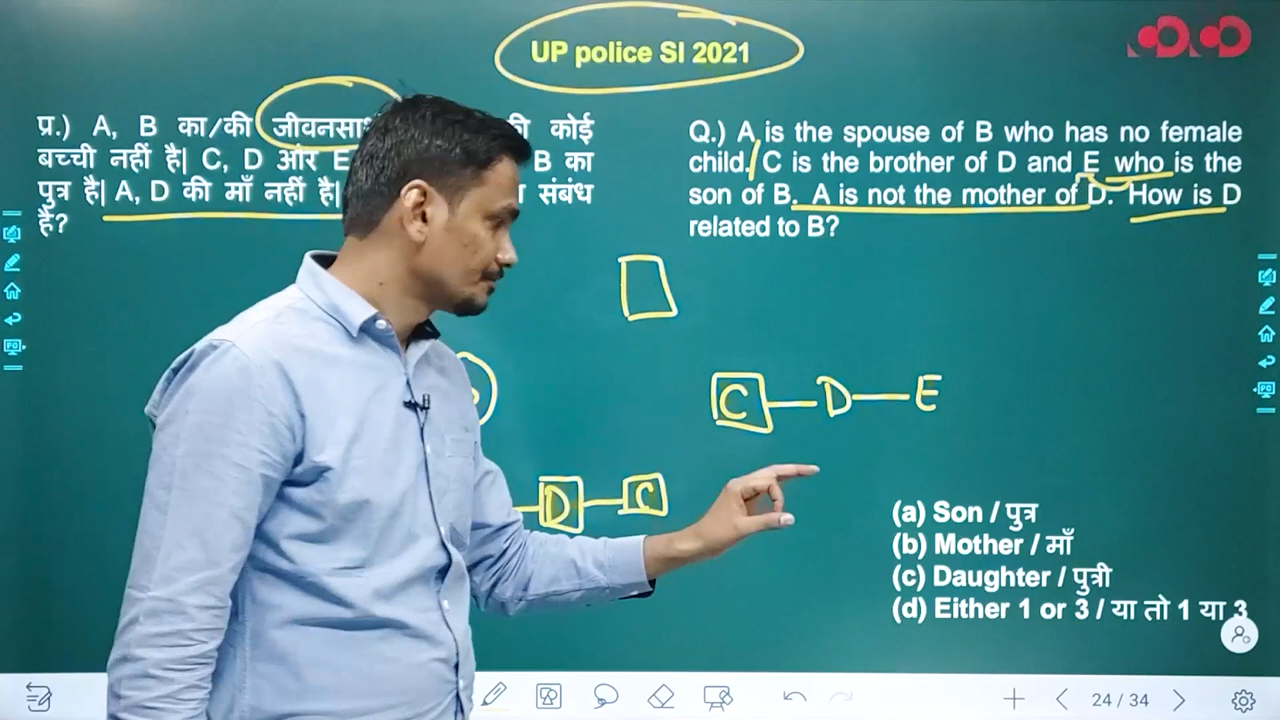 UP police SI 2021
प्र.) A, B का/की जीवनसा की कोई
बच्ची नहीं है| C, D और E B का
पुत्र है| A, D की माँ नहीं है| संबंध
है?
Q.) A is the spouse of B who has no female
child. C is the brother of D and E who is the
son of B. A is not the mother of D. How is D
related to B?
C D E
D C
(a) Son / पुत्र
(b) Mother / माँ
(c) Daughter / पुत्री
(d) Either 1 or 3 / या तो 1 या 3
24 / 34